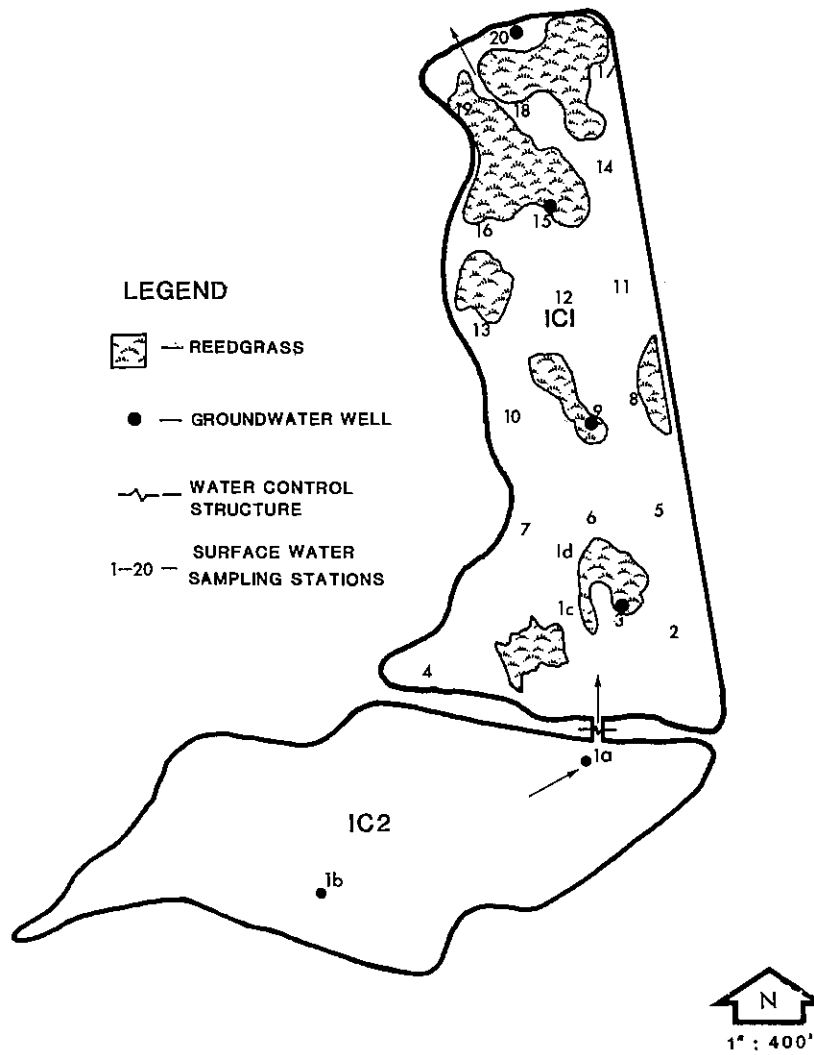 20
17
19
18
14
15
16
LEGEND
12
11
IC1
13
— REEDGRASS
8
10
9
— GROUNDWATER WELL
— WATER CONTROL
STRUCTURE
5
6
7
1—20 — SURFACE WATER
SAMPLING STATIONS
1d
1c
3
2
4
1a
IC2
1b
N
1" : 400'